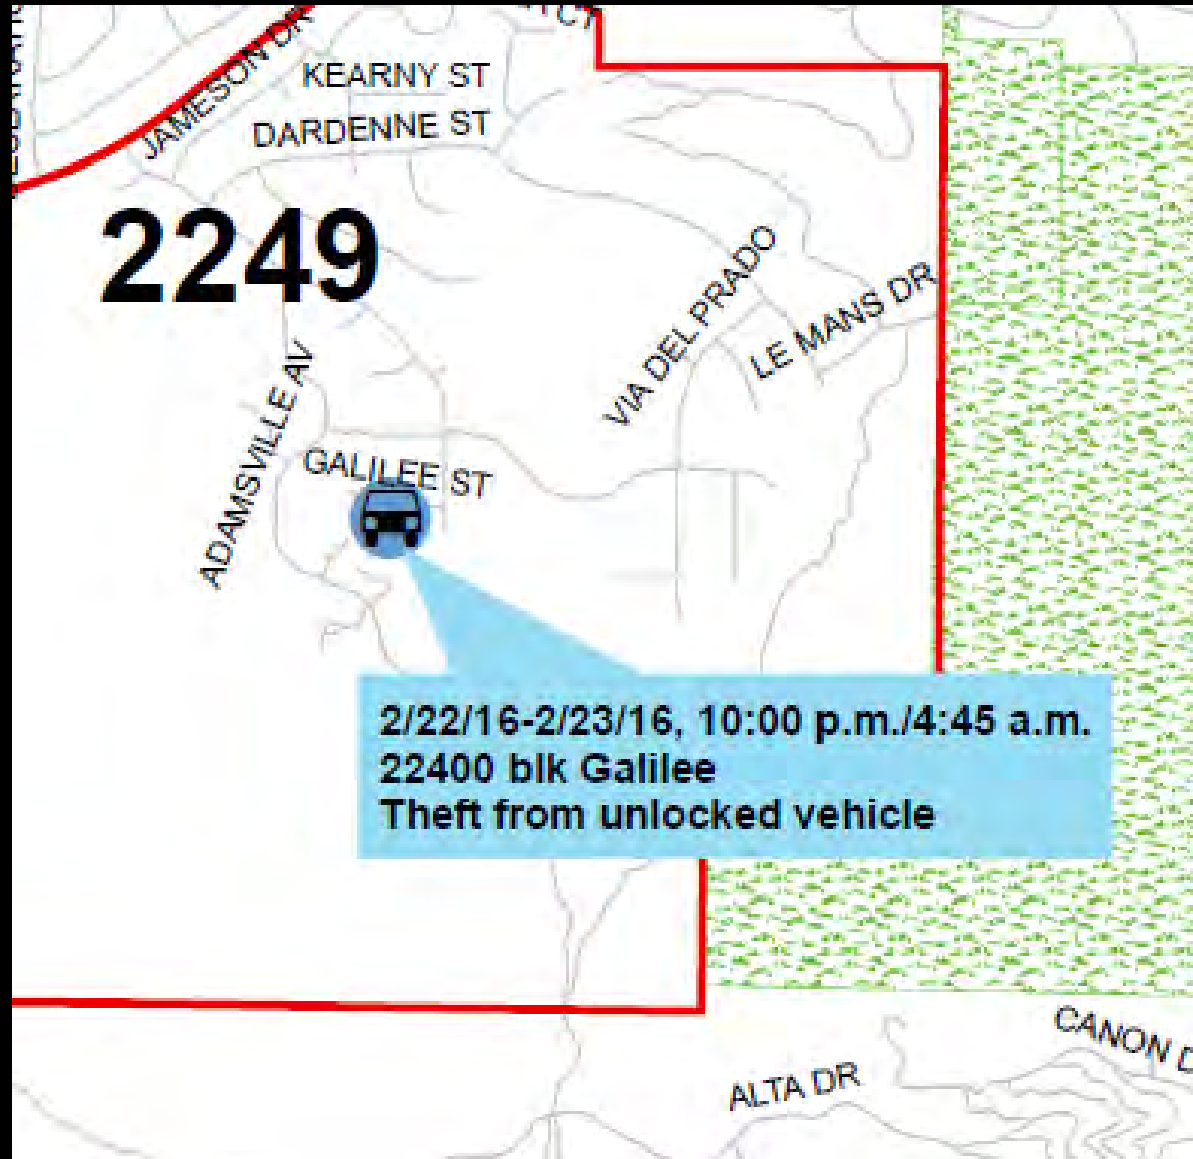 KEARNY ST
JAMESON DR
DARDENNE ST
2249
VIA DEL PRADO
LE MANS DR
ADAMSVILLE AV
GALILEE ST
2/22/16-2/23/16, 10:00 p.m./4:45 a.m.
22400 blk Galilee
Theft from unlocked vehicle
CANON D
ALTA DR